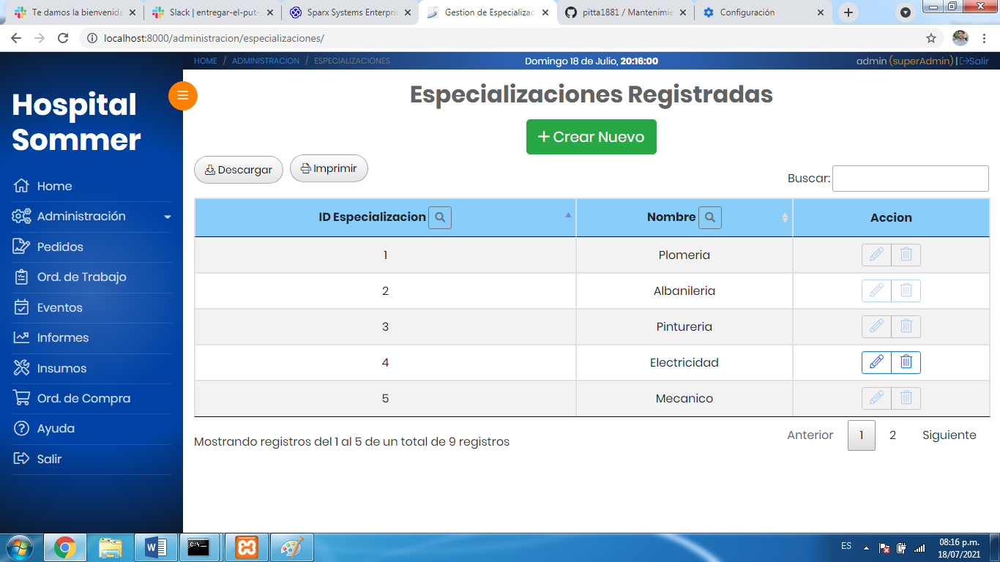 Te damos la bienvenida
Slack | entregar-el-put-
Sparx Systems Enterpris
Gestion de Especializac
pitta1881 / Mantenimie
Configuración
localhost:8000/administracion/especializaciones/
HOME / ADMINISTRACION / ESPECIALIZACIONES
Domingo 18 de Julio, 20:16:00
admin (superAdmin) | Salir
Hospital
Sommer
Home
Administración
Pedidos
Ord. de Trabajo
Eventos
Informes
Insumos
Ord. de Compra
Ayuda
Salir
Especializaciones Registradas
+ Crear Nuevo
Descargar
Imprimir
Buscar:
ID Especializacion Nombre Accion
1 Plomeria
2 Albanileria
3 Pintureria
4 Electricidad
5 Mecanico
Mostrando registros del 1 al 5 de un total de 9 registros
Anterior 1 2 Siguiente
C:\_
ES
08:16 p.m.
18/07/2021